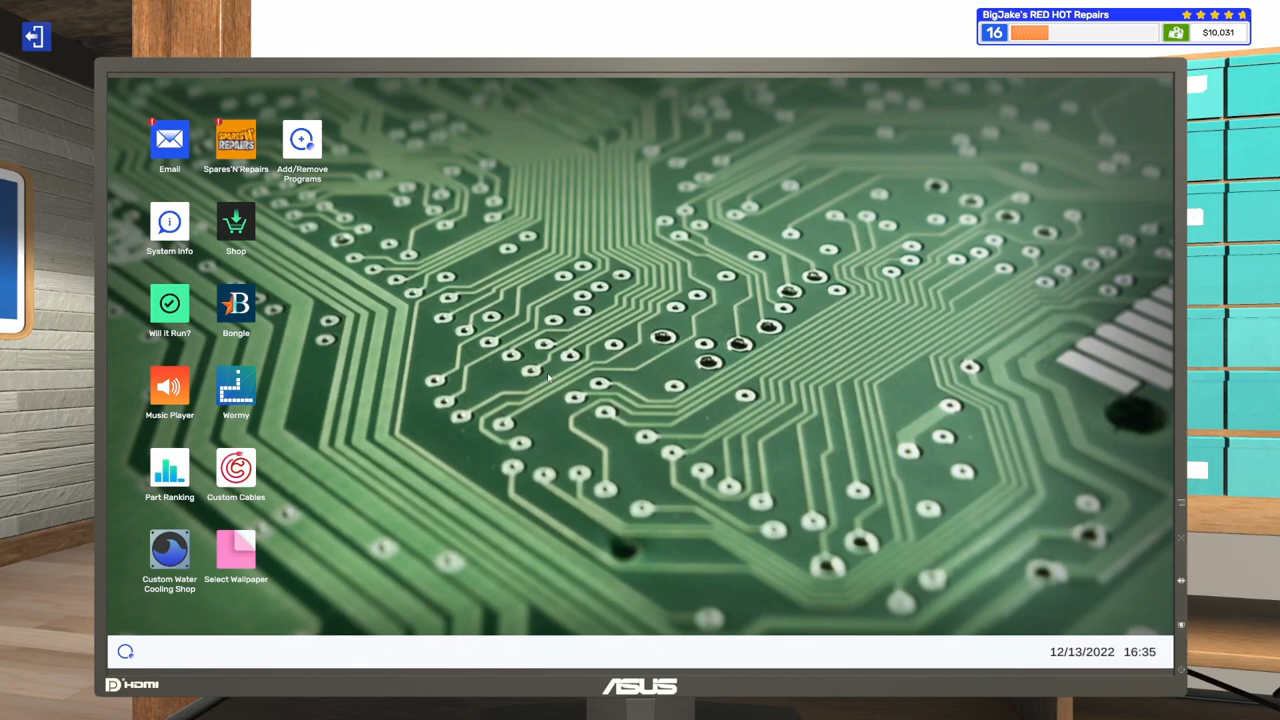 BigJake's RED HOT Repairs
16
$10,031
Email
SPARES'N'
REPAIRS
Spares'N'Repairs
Add/Remove
Programs
i
System Info
Shop
Will it Run?
B
Bongle
Music Player
Wormy
Part Ranking
Custom Cables
Custom Water
Cooling Shop
Select Wallpaper
12/13/2022 16:35
HDMI
ASUS